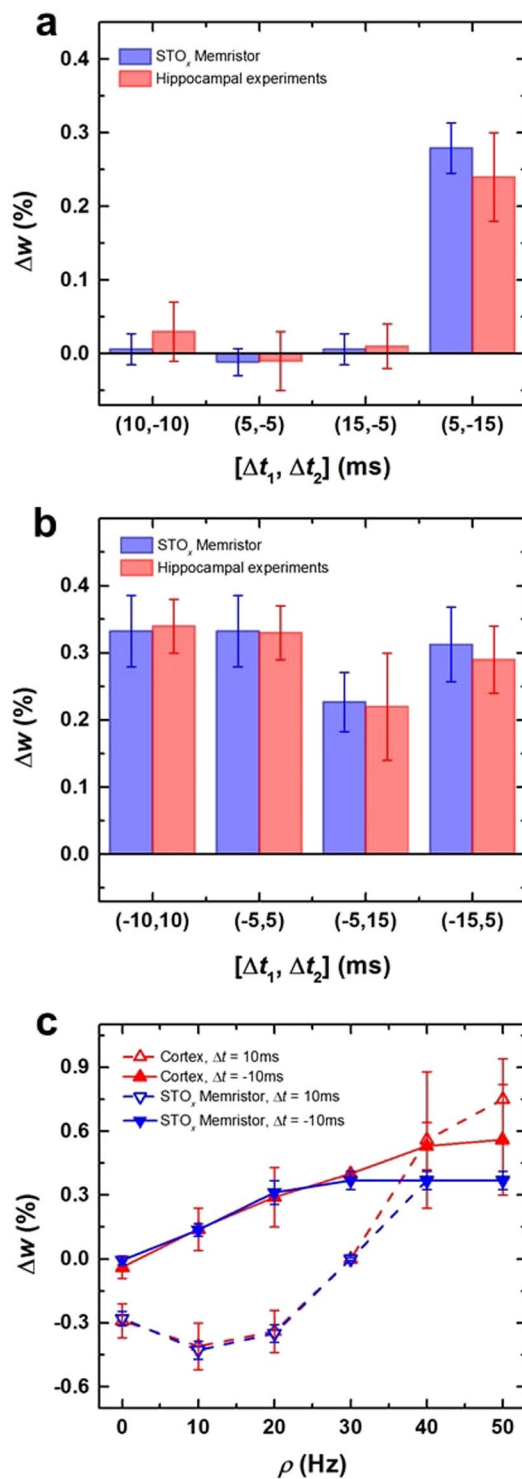 a
STOₓ Memristor
Hippocampal experiments
0.4
0.3
0.2
0.1
0.0
Δw (%)
(10,-10) (5,-5) (15,-5) (5,-15)
[Δt₁, Δt₂] (ms)
b
STOₓ Memristor
Hippocampal experiments
0.4
0.3
0.2
0.1
0.0
Δw (%)
(-10,10) (-5,5) (-5,15) (-15,5)
[Δt₁, Δt₂] (ms)
c
Cortex, Δt = 10ms
Cortex, Δt = -10ms
STOₓ Memristor, Δt = 10ms
STOₓ Memristor, Δt = -10ms
0.9
0.6
0.3
0.0
-0.3
-0.6
Δw (%)
0 10 20 30 40 50
ρ (Hz)